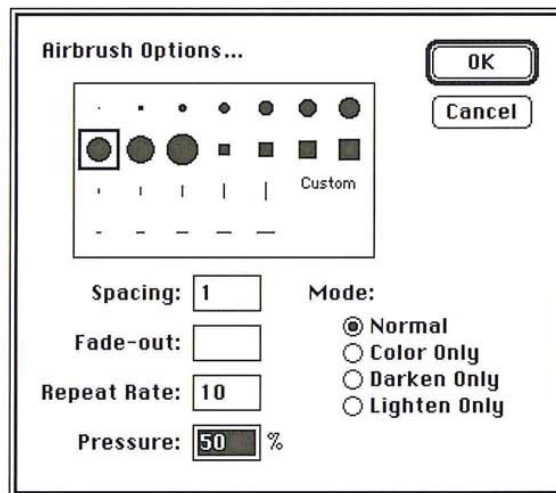 Airbrush Options...
OK
Cancel
Custom
Spacing: 1
Fade-out:
Repeat Rate: 10
Pressure: 50 %
Mode:
Normal
Color Only
Darken Only
Lighten Only